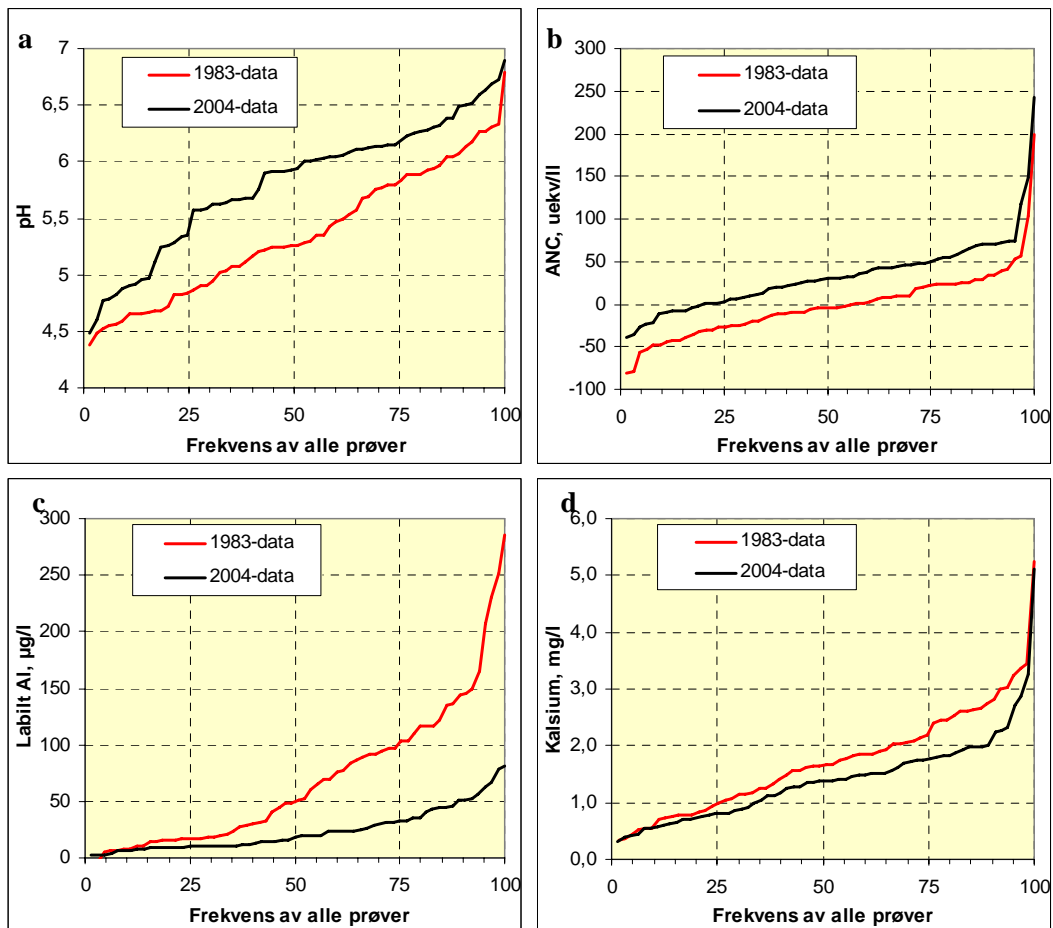 a
7
6,5
6
5,5
5
4,5
4
pH
1983-data
2004-data
0
25
50
75
100
Frekvens av alle prøver
b
300
250
200
150
100
50
0
-50
-100
ANC, uekv/ll
1983-data
2004-data
0
25
50
75
100
Frekvens av alle prøver
c
300
250
200
150
100
50
0
Labilt Al, µg/l
1983-data
2004-data
0
25
50
75
100
Frekvens av alle prøver
d
6,0
5,0
4,0
3,0
2,0
1,0
0,0
Kalsium, mg/l
1983-data
2004-data
0
25
50
75
100
Frekvens av alle prøver